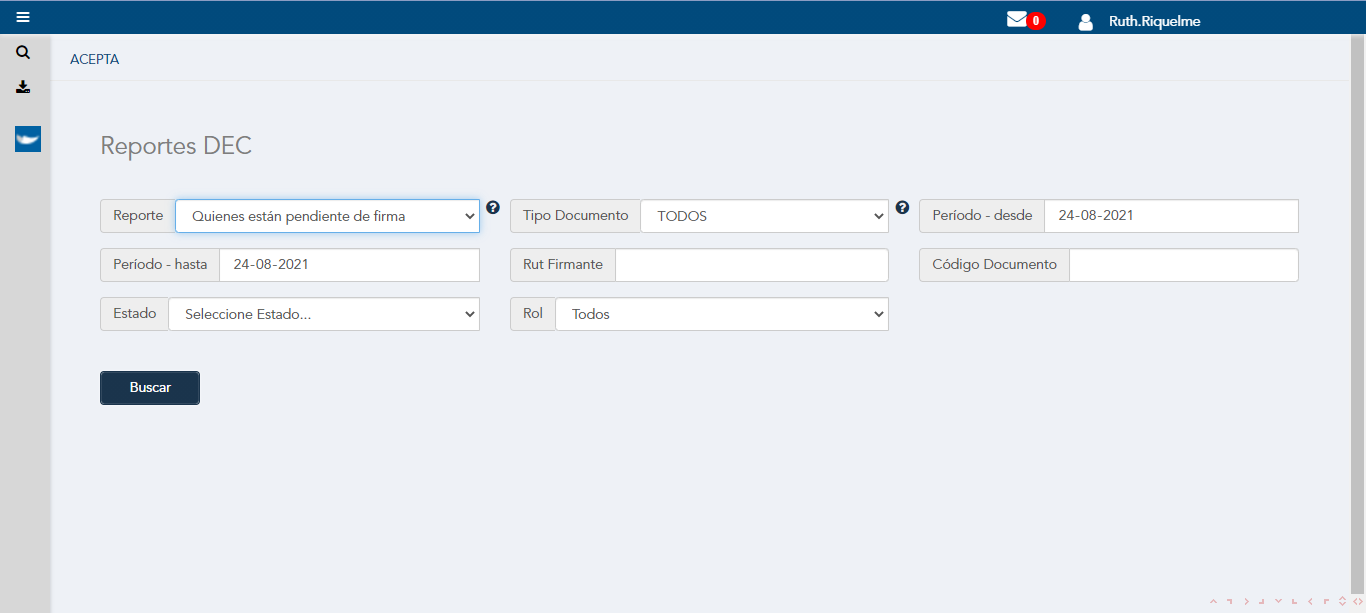 0 Ruth.Riquelme
ACEPTA
Reportes DEC
Reporte Quienes están pendiente de firma Tipo Documento TODOS Período - desde 24-08-2021
Período - hasta 24-08-2021 Rut Firmante Código Documento
Estado Seleccione Estado... Rol Todos
Buscar